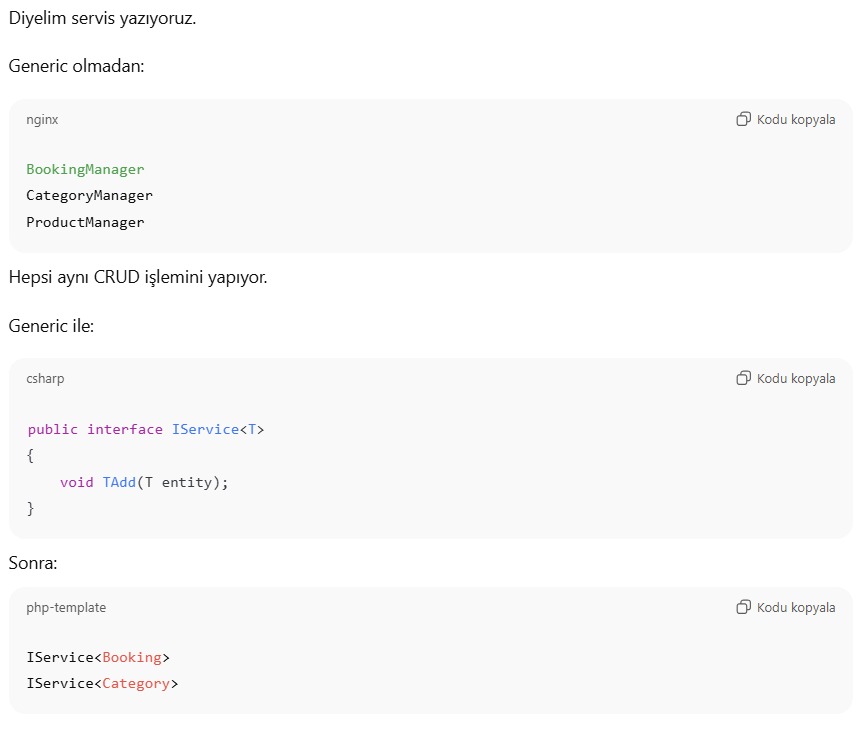 Diyelim servis yazıyoruz.
Generic olmadan:
nginx
Kodu kopyala
BookingManager
CategoryManager
ProductManager
Hepsi aynı CRUD işlemini yapıyor.
Generic ile:
csharp
Kodu kopyala
public interface IService<T>
{
    void TAdd(T entity);
}
Sonra:
php-template
Kodu kopyala
IService<Booking>
IService<Category>